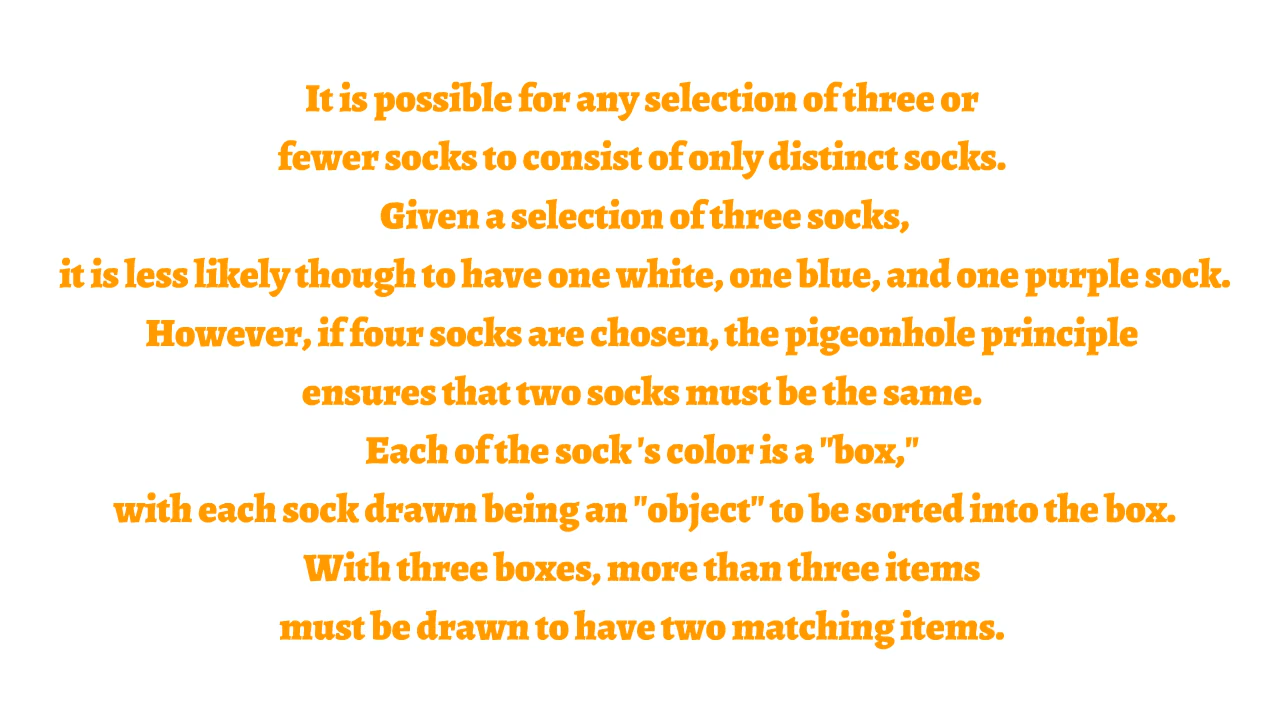 It is possible for any selection of three or
fewer socks to consist of only distinct socks.
Given a selection of three socks,
it is less likely though to have one white, one blue, and one purple sock.
However, if four socks are chosen, the pigeonhole principle
ensures that two socks must be the same.
Each of the sock 's color is a "box,"
with each sock drawn being an "object" to be sorted into the box.
With three boxes, more than three items
must be drawn to have two matching items.